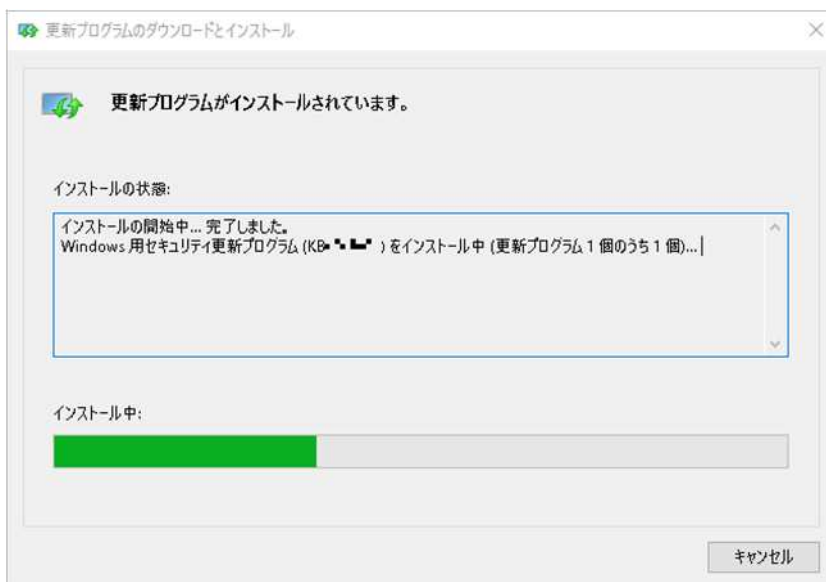 更新プログラムのダウンロードとインストール
更新プログラムがインストールされています。
インストールの状態:
インストールの開始中... 完了しました。
Windows 用セキュリティ更新プログラム (KB ) をインストール中 (更新プログラム 1 個のうち 1 個)...
インストール中:
キャンセル